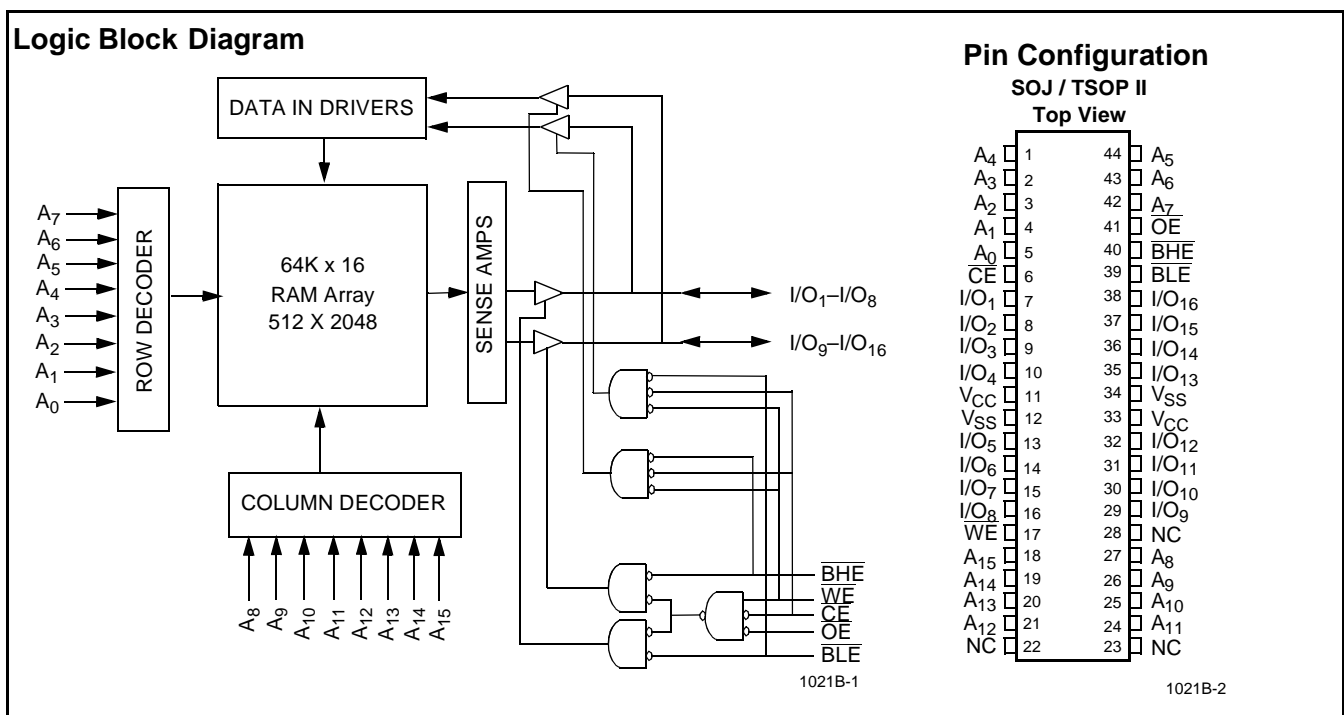 Logic Block Diagram
DATA IN DRIVERS
A7
A6
A5
A4
A3
A2
A1
A0
ROW DECODER
64K x 16
RAM Array
512 X 2048
SENSE AMPS
I/O1–I/O8
I/O9–I/O16
COLUMN DECODER
A8
A9
A10
A11
A12
A13
A14
A15
BHE
WE
CE
OE
BLE
1021B-1
Pin Configuration
SOJ / TSOP II
Top View
A4 1 44 A5
A3 2 43 A6
A2 3 42 A7
A1 4 41 OE
A0 5 40 BHE
CE 6 39 BLE
I/O1 7 38 I/O16
I/O2 8 37 I/O15
I/O3 9 36 I/O14
I/O4 10 35 I/O13
VCC 11 34 VSS
VSS 12 33 VCC
I/O5 13 32 I/O12
I/O6 14 31 I/O11
I/O7 15 30 I/O10
I/O8 16 29 I/O9
WE 17 28 NC
A15 18 27 A8
A14 19 26 A9
A13 20 25 A10
A12 21 24 A11
NC 22 23 NC
1021B-2